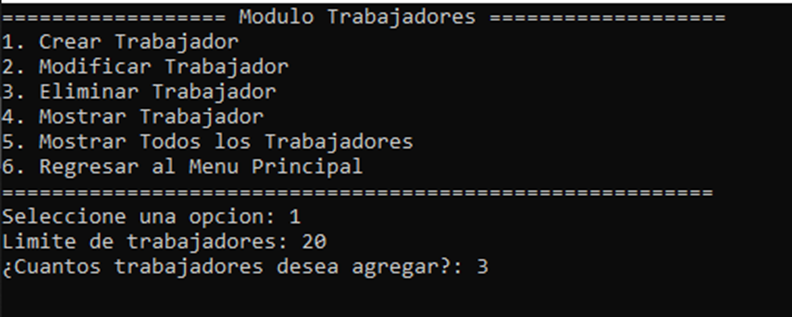 ================== Modulo Trabajadores ===================
1. Crear Trabajador
2. Modificar Trabajador
3. Eliminar Trabajador
4. Mostrar Trabajador
5. Mostrar Todos los Trabajadores
6. Regresar al Menu Principal
=========================================================
Seleccione una opcion: 1
Limite de trabajadores: 20
¿Cuantos trabajadores desea agregar?: 3